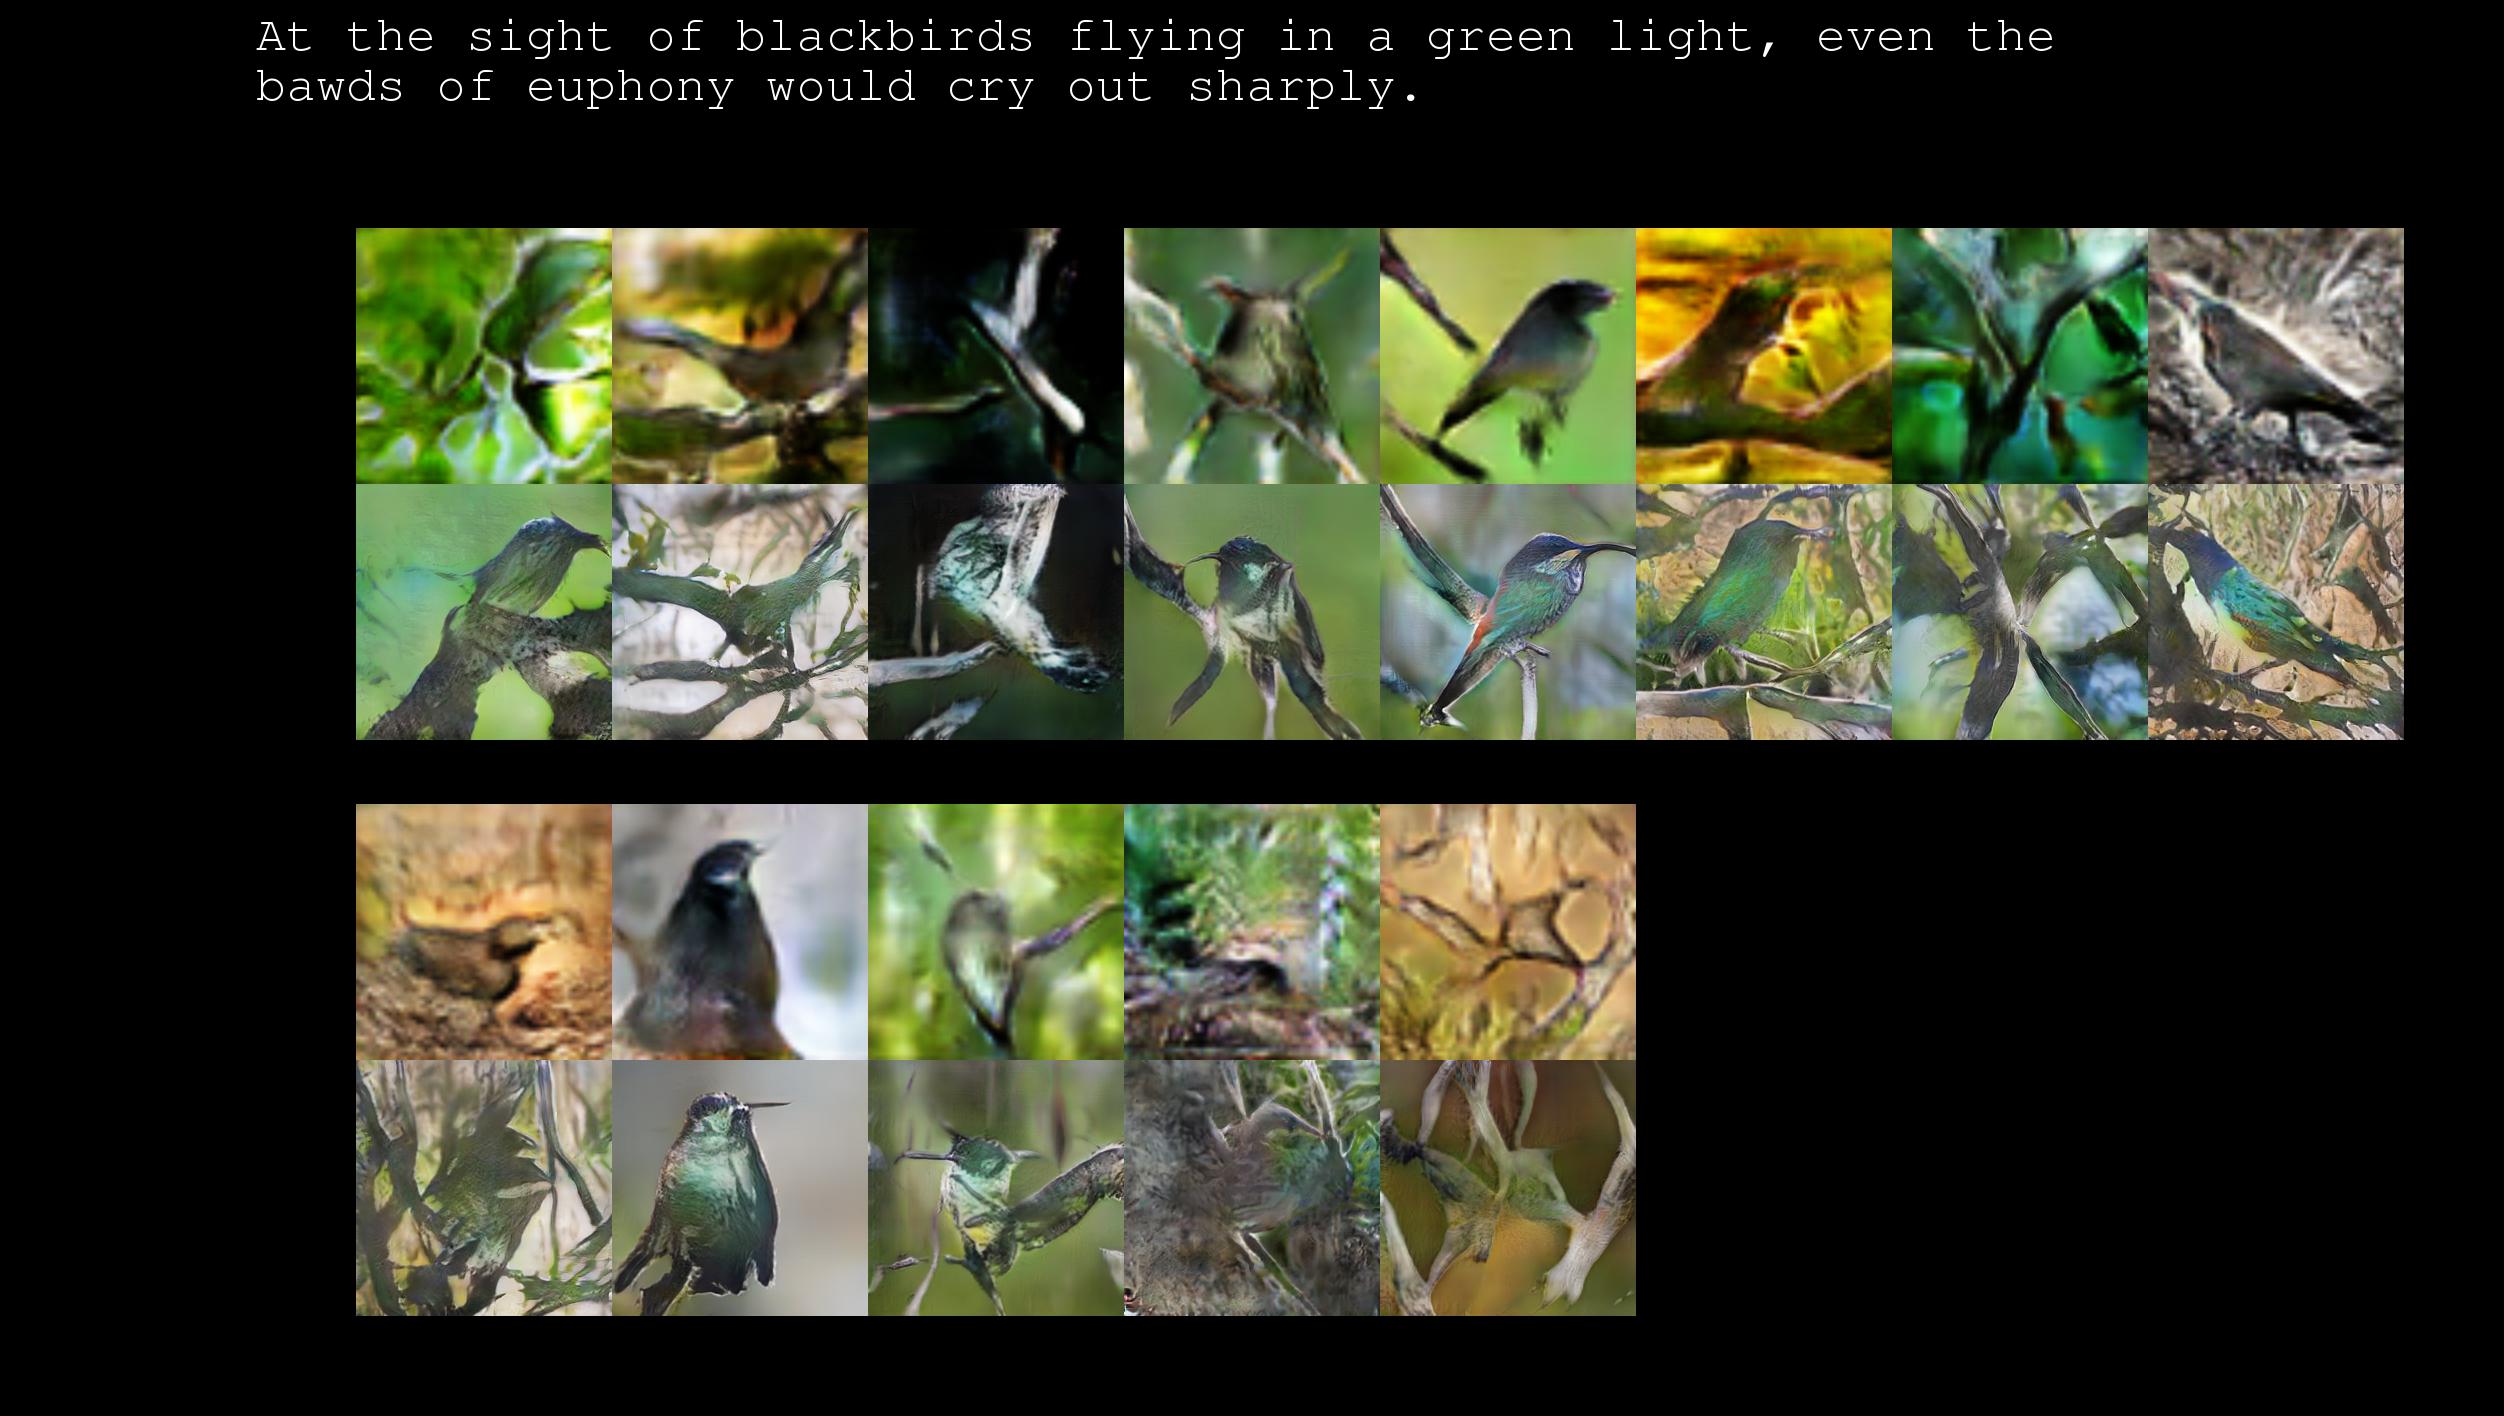 At the sight of blackbirds flying in a green light, even the
bawds of euphony would cry out sharply.